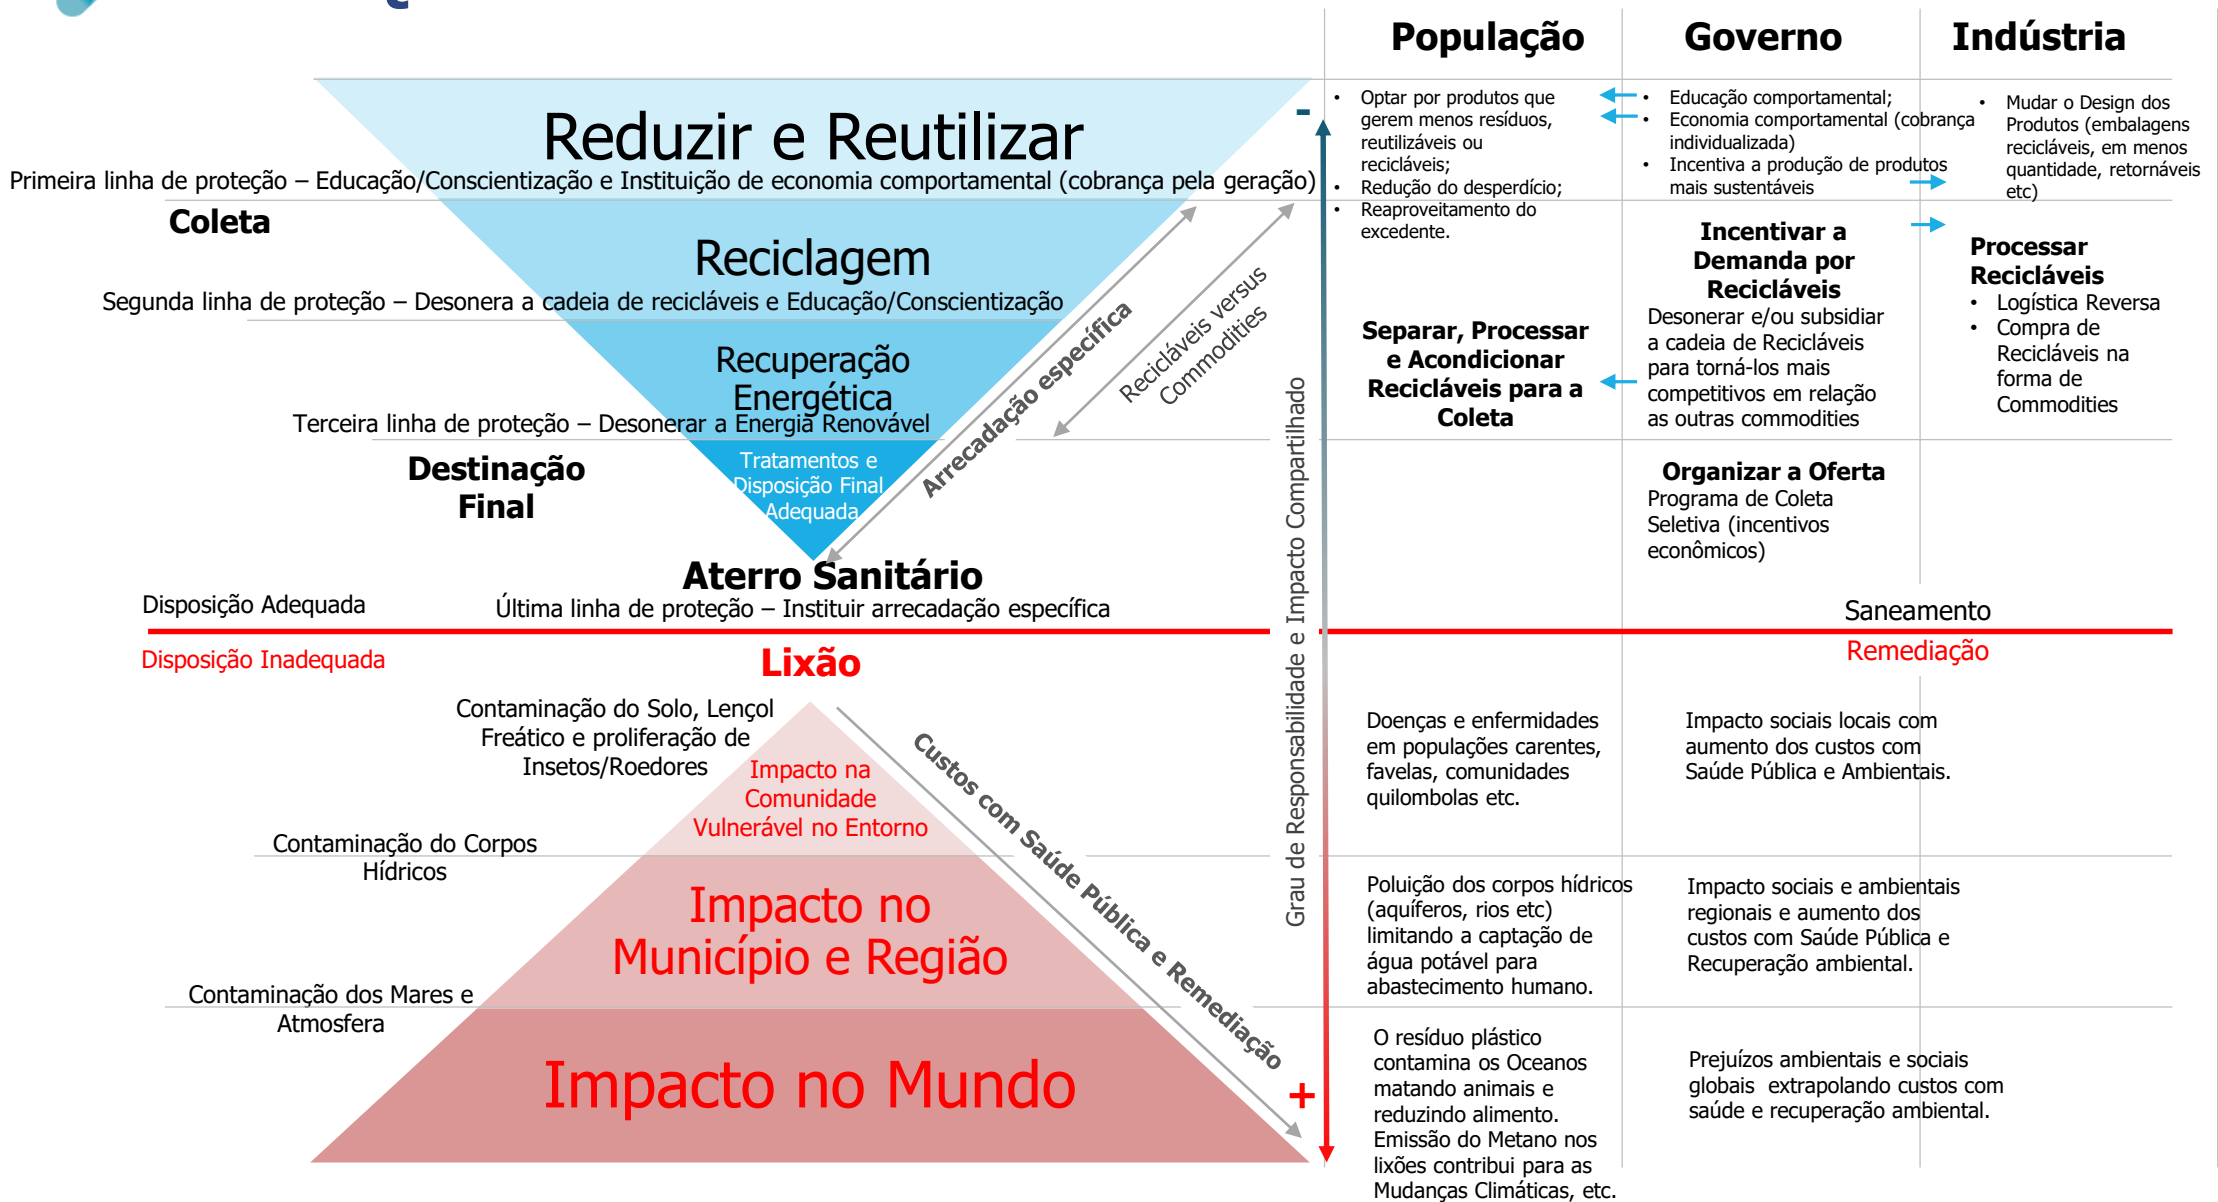 População
Governo
Indústria
Reduzir e Reutilizar
Primeira linha de proteção – Educação/Conscientização e Instituição de economia comportamental (cobrança pela geração)
Coleta
Reciclagem
Segunda linha de proteção – Desonera a cadeia de recicláveis e Educação/Conscientização
Recuperação
Energética
Terceira linha de proteção – Desonerar a Energia Renovável
Destinação
Final
Tratamentos e
Disposição Final
Adequada
Aterro Sanitário
Disposição Adequada
Última linha de proteção – Instituir arrecadação específica
Arrecadação específica
Recicláveis versus
Commodities
-
Grau de Responsabilidade e Impacto Compartilhado
+
• Optar por produtos que
gerem menos resíduos,
reutilizáveis ou
recicláveis;
• Redução do desperdício;
• Reaproveitamento do
excedente.
• Educação comportamental;
• Economia comportamental (cobrança
individualizada)
• Incentiva a produção de produtos
mais sustentáveis
• Mudar o Design dos
Produtos (embalagens
recicláveis, em menos
quantidade, retornáveis
etc)
Separar, Processar
e Acondicionar
Recicláveis para a
Coleta
Incentivar a
Demanda por
Recicláveis
Desonerar e/ou subsidiar
a cadeia de Recicláveis
para torná-los mais
competitivos em relação
as outras commodities
Processar
Recicláveis
• Logística Reversa
• Compra de
Recicláveis na
forma de
Commodities
Organizar a Oferta
Programa de Coleta
Seletiva (incentivos
econômicos)
Saneamento
Remediação
Disposição Inadequada
Lixão
Contaminação do Solo, Lençol
Freático e proliferação de
Insetos/Roedores
Impacto na
Comunidade
Vulnerável no Entorno
Custos com Saúde Pública e Remediação
Contaminação do Corpos
Hídricos
Impacto no
Município e Região
Contaminação dos Mares e
Atmosfera
Impacto no Mundo
Doenças e enfermidades
em populações carentes,
favelas, comunidades
quilombolas etc.
Impacto sociais locais com
aumento dos custos com
Saúde Pública e Ambientais.
Poluição dos corpos hídricos
(aquíferos, rios etc)
limitando a captação de
água potável para
abastecimento humano.
Impacto sociais e ambientais
regionais e aumento dos
custos com Saúde Pública e
Recuperação ambiental.
O resíduo plástico
contamina os Oceanos
matando animais e
reduzindo alimento.
Emissão do Metano nos
lixões contribui para as
Mudanças Climáticas, etc.
Prejuízos ambientais e sociais
globais extrapolando custos com
saúde e recuperação ambiental.